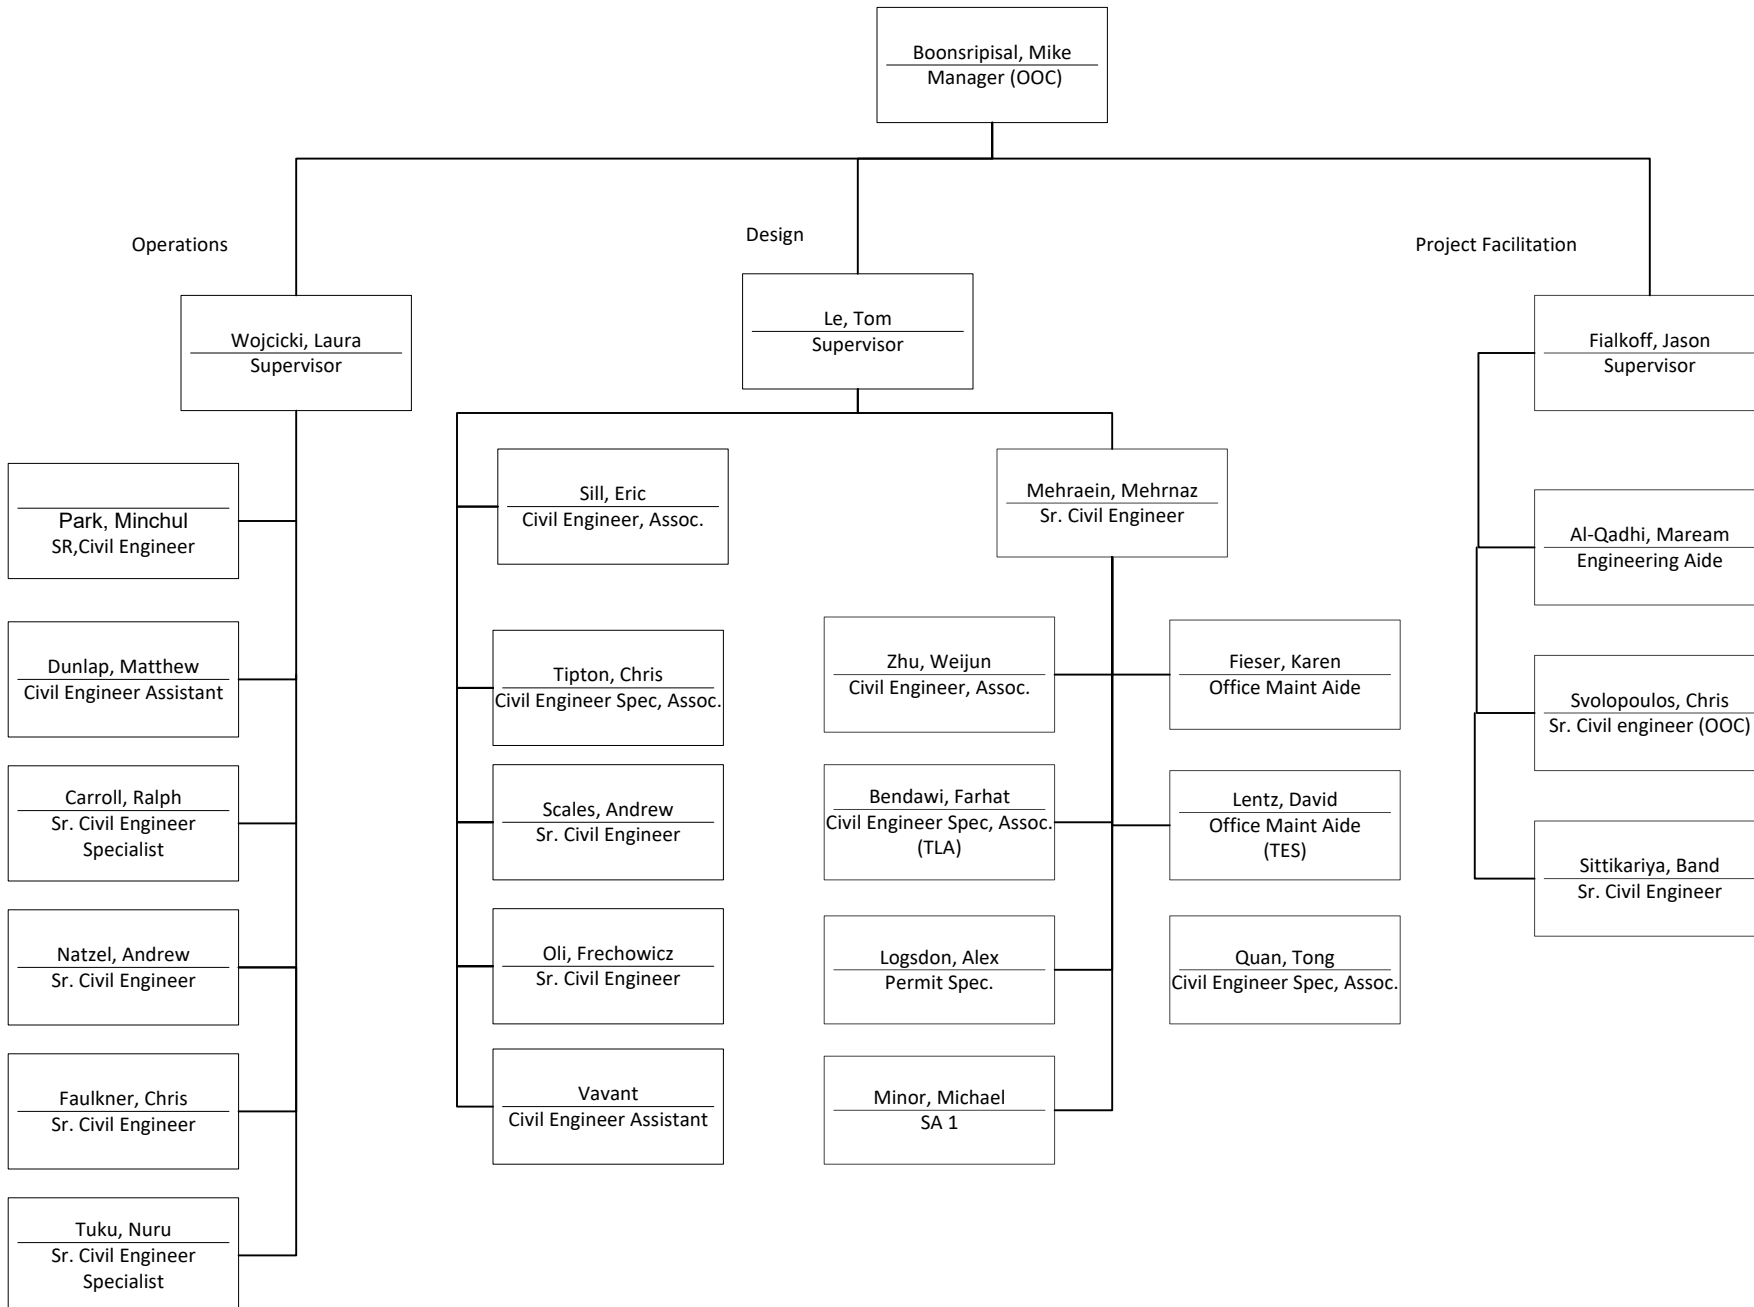 Boonsripisal, Mike
Manager (OOC)
Operations
Design
Project Facilitation
Wojcicki, Laura
Supervisor
Le, Tom
Supervisor
Fialkoff, Jason
Supervisor
Park, Minchul
SR,Civil Engineer
Dunlap, Matthew
Civil Engineer Assistant
Carroll, Ralph
Sr. Civil Engineer
Specialist
Natzel, Andrew
Sr. Civil Engineer
Faulkner, Chris
Sr. Civil Engineer
Tuku, Nuru
Sr. Civil Engineer
Specialist
Sill, Eric
Civil Engineer, Assoc.
Tipton, Chris
Civil Engineer Spec, Assoc.
Scales, Andrew
Sr. Civil Engineer
Oli, Frechowicz
Sr. Civil Engineer
Vavant
Civil Engineer Assistant
Mehraein, Mehrnaz
Sr. Civil Engineer
Zhu, Weijun
Civil Engineer, Assoc.
Bendawi, Farhat
Civil Engineer Spec, Assoc.
(TLA)
Logsdon, Alex
Permit Spec.
Minor, Michael
SA 1
Fieser, Karen
Office Maint Aide
Lentz, David
Office Maint Aide
(TES)
Quan, Tong
Civil Engineer Spec, Assoc.
Al-Qadhi, Maream
Engineering Aide
Svolopoulos, Chris
Sr. Civil engineer (OOC)
Sittikariya, Band
Sr. Civil Engineer